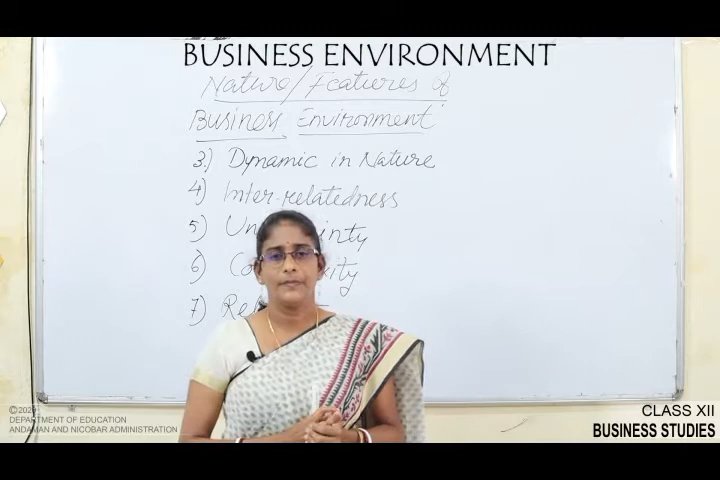 BUSINESS ENVIRONMENT
Nature/Features of
Business Environment
3.) Dynamic in Nature
4) Inter-relatedness
5)
6)
7)
DEPARTMENT OF EDUCATION
ANDAMAN AND NICOBAR ADMINISTRATION
CLASS XII
BUSINESS STUDIES